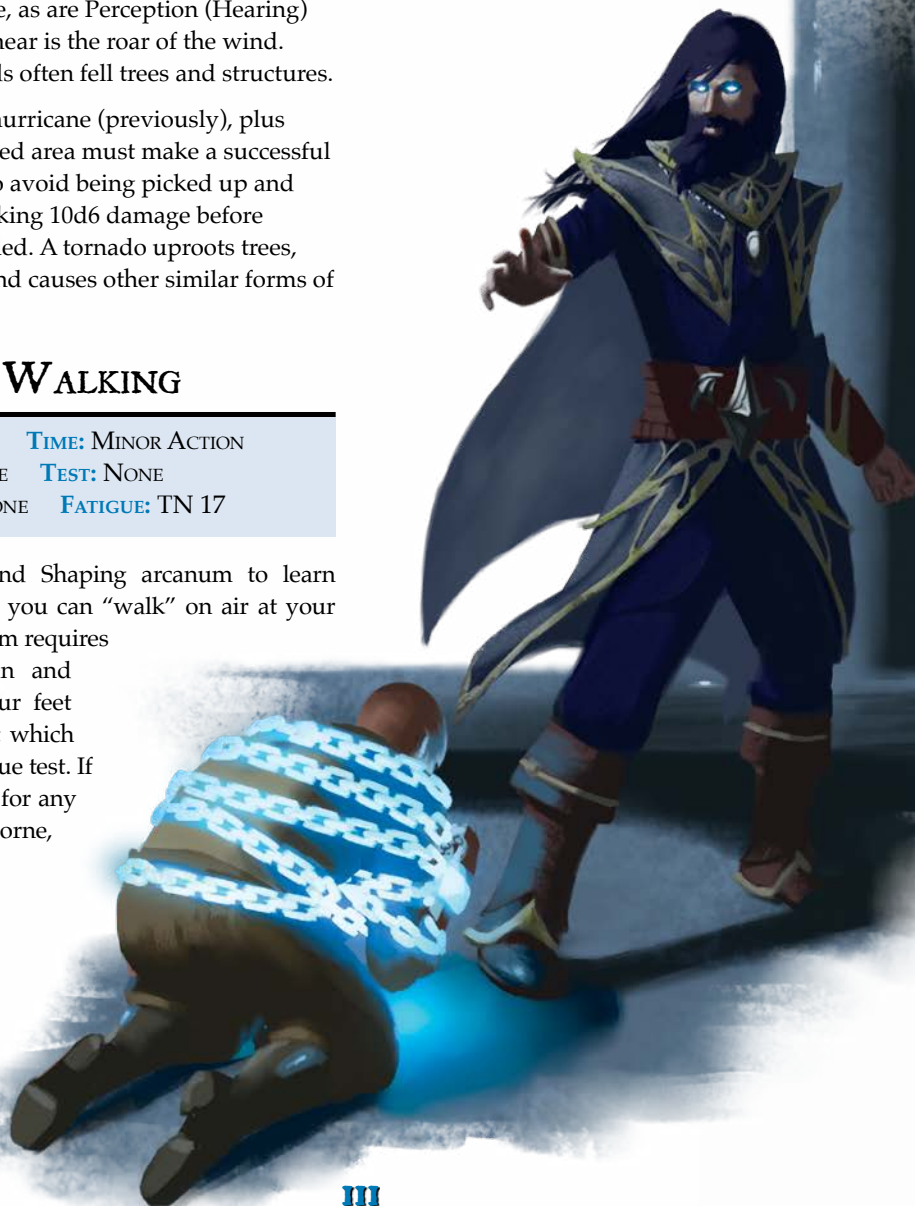 e, as are Perception (Hearing)
near is the roar of the wind.
ls often fell trees and structures.
hurricane (previously), plus
ed area must make a successful
o avoid being picked up and
king 10d6 damage before
ed. A tornado uproots trees,
nd causes other similar forms of
Walking
Time: Minor Action
e Test: None
one Fatigue: TN 17
nd Shaping arcanum to learn
you can “walk” on air at your
m requires
n and
ur feet
which
ue test. If
for any
orne,
III